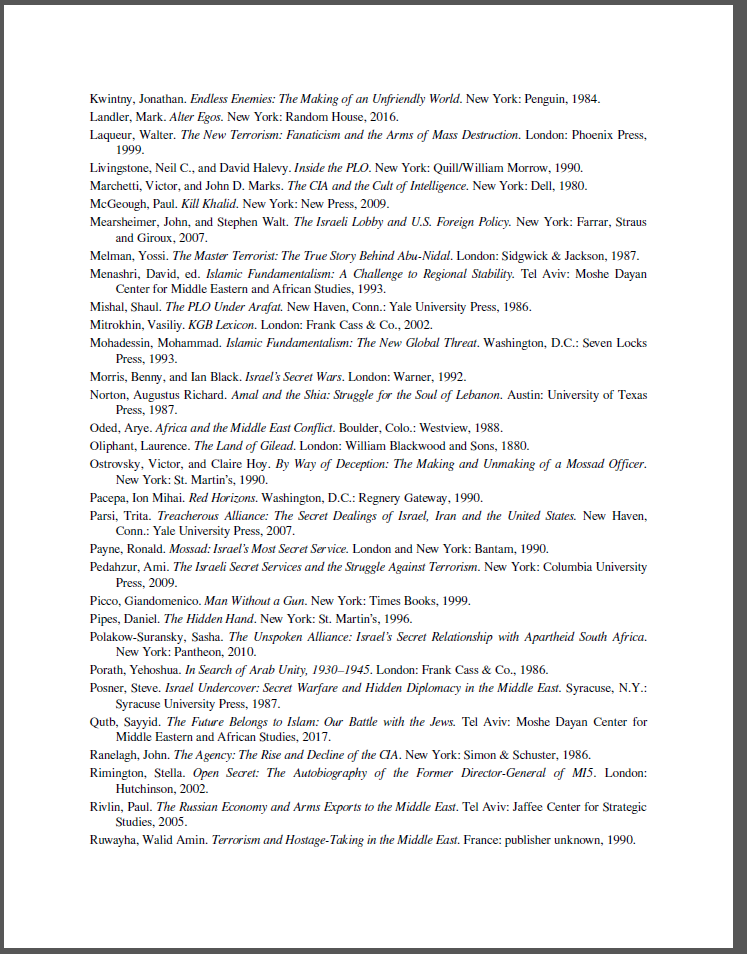 Kwintny, Jonathan. Endless Enemies: The Making of an Unfriendly World. New York: Penguin, 1984.
Landler, Mark. Alter Egos. New York: Random House, 2016.
Laqueur, Walter. The New Terrorism: Fanaticism and the Arms of Mass Destruction. London: Phoenix Press,
1999.
Livingstone, Neil C., and David Halevy. Inside the PLO. New York: Quill/William Morrow, 1990.
Marchetti, Victor, and John D. Marks. The CIA and the Cult of Intelligence. New York: Dell, 1980.
McGeough, Paul. Kill Khalid. New York: New Press, 2009.
Mearsheimer, John, and Stephen Walt. The Israeli Lobby and U.S. Foreign Policy. New York: Farrar, Straus
and Giroux, 2007.
Melman, Yossi. The Master Terrorist: The True Story Behind Abu-Nidal. London: Sidgwick & Jackson, 1987.
Menashri, David, ed. Islamic Fundamentalism: A Challenge to Regional Stability. Tel Aviv: Moshe Dayan
Center for Middle Eastern and African Studies, 1993.
Mishal, Shaul. The PLO Under Arafat. New Haven, Conn.: Yale University Press, 1986.
Mitrokhin, Vasiliy. KGB Lexicon. London: Frank Cass & Co., 2002.
Mohadessin, Mohammad. Islamic Fundamentalism: The New Global Threat. Washington, D.C.: Seven Locks
Press, 1993.
Morris, Benny, and Ian Black. Israel’s Secret Wars. London: Warner, 1992.
Norton, Augustus Richard. Amal and the Shia: Struggle for the Soul of Lebanon. Austin: University of Texas
Press, 1987.
Oded, Arye. Africa and the Middle East Conflict. Boulder, Colo.: Westview, 1988.
Oliphant, Laurence. The Land of Gilead. London: William Blackwood and Sons, 1880.
Ostrovsky, Victor, and Claire Hoy. By Way of Deception: The Making and Unmaking of a Mossad Officer.
New York: St. Martin’s, 1990.
Pacepa, Ion Mihai. Red Horizons. Washington, D.C.: Regnery Gateway, 1990.
Parsi, Trita. Treacherous Alliance: The Secret Dealings of Israel, Iran and the United States. New Haven,
Conn.: Yale University Press, 2007.
Payne, Ronald. Mossad: Israel’s Most Secret Service. London and New York: Bantam, 1990.
Pedahzur, Ami. The Israeli Secret Services and the Struggle Against Terrorism. New York: Columbia University
Press, 2009.
Picco, Giandomenico. Man Without a Gun. New York: Times Books, 1999.
Pipes, Daniel. The Hidden Hand. New York: St. Martin’s, 1996.
Polakow-Suransky, Sasha. The Unspoken Alliance: Israel’s Secret Relationship with Apartheid South Africa.
New York: Pantheon, 2010.
Porath, Yehoshua. In Search of Arab Unity, 1930–1945. London: Frank Cass & Co., 1986.
Posner, Steve. Israel Undercover: Secret Warfare and Hidden Diplomacy in the Middle East. Syracuse, N.Y.:
Syracuse University Press, 1987.
Qutb, Sayyid. The Future Belongs to Islam: Our Battle with the Jews. Tel Aviv: Moshe Dayan Center for
Middle Eastern and African Studies, 2017.
Ranelagh, John. The Agency: The Rise and Decline of the CIA. New York: Simon & Schuster, 1986.
Rimington, Stella. Open Secret: The Autobiography of the Former Director-General of MI5. London:
Hutchinson, 2002.
Rivlin, Paul. The Russian Economy and Arms Exports to the Middle East. Tel Aviv: Jaffee Center for Strategic
Studies, 2005.
Ruwayha, Walid Amin. Terrorism and Hostage-Taking in the Middle East. France: publisher unknown, 1990.